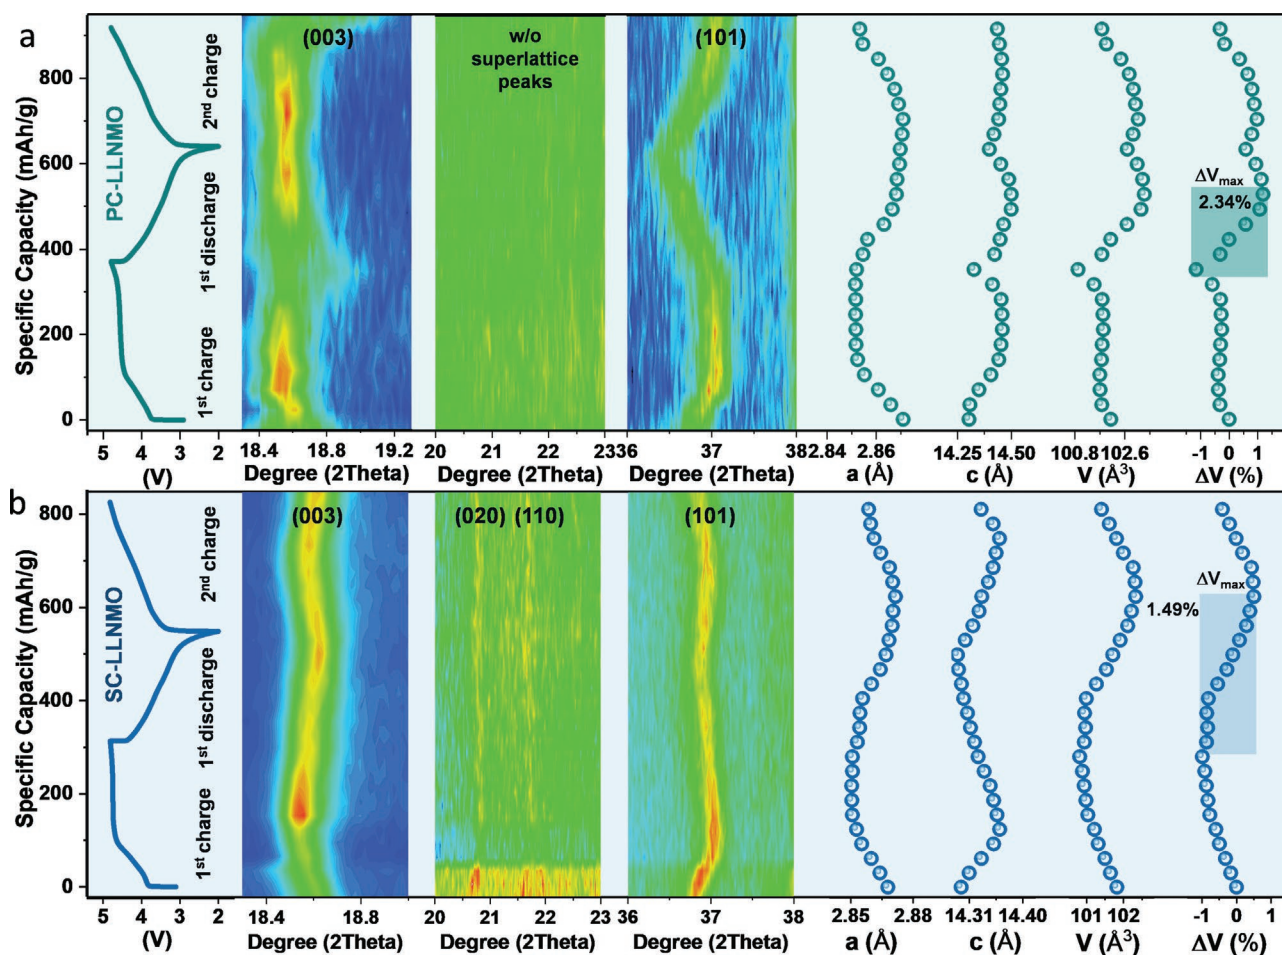 a
Specific Capacity (mAh/g)
800
600
400
200
0
PC-LLNMO
1st charge
1st discharge
2nd charge
5 4 3 2
(V)
(003)
18.4 18.8 19.2
Degree (2Theta)
w/o
superlattice
peaks
20 21 22 23
Degree (2Theta)
(101)
36 37 38
Degree (2Theta)
2.84 2.86
a (Å)
14.25 14.50
c (Å)
100.8 102.6
V (Å3)
ΔVmax
2.34%
-1 0 1
ΔV (%)
b
Specific Capacity (mAh/g)
800
600
400
200
0
SC-LLNMO
1st charge
1st discharge
2nd charge
5 4 3 2
(V)
(003)
18.4 18.8
Degree (2Theta)
(020) (110)
20 21 22 23
Degree (2Theta)
(101)
36 37 38
Degree (2Theta)
2.85 2.88
a (Å)
14.31 14.40
c (Å)
101 102
V (Å3)
ΔVmax
1.49%
-1 0 1
ΔV (%)